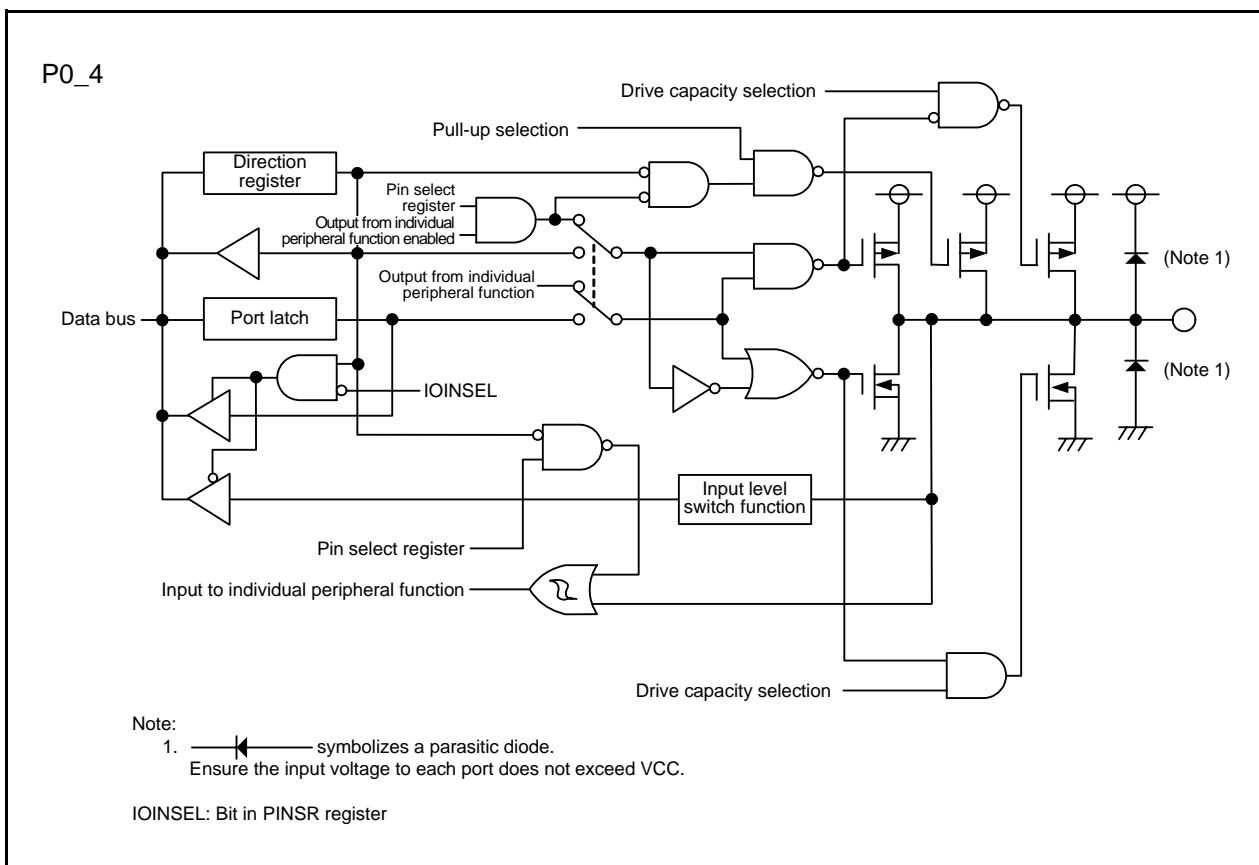 P0_4
Drive capacity selection
Pull-up selection
Direction
register
Pin select
register
Output from individual
peripheral function enabled
Output from individual
peripheral function
(Note 1)
Data bus
Port latch
(Note 1)
IOINSEL
Input level
switch function
Pin select register
Input to individual peripheral function
Drive capacity selection
Note:
1. symbolizes a parasitic diode.
Ensure the input voltage to each port does not exceed VCC.
IOINSEL: Bit in PINSR register